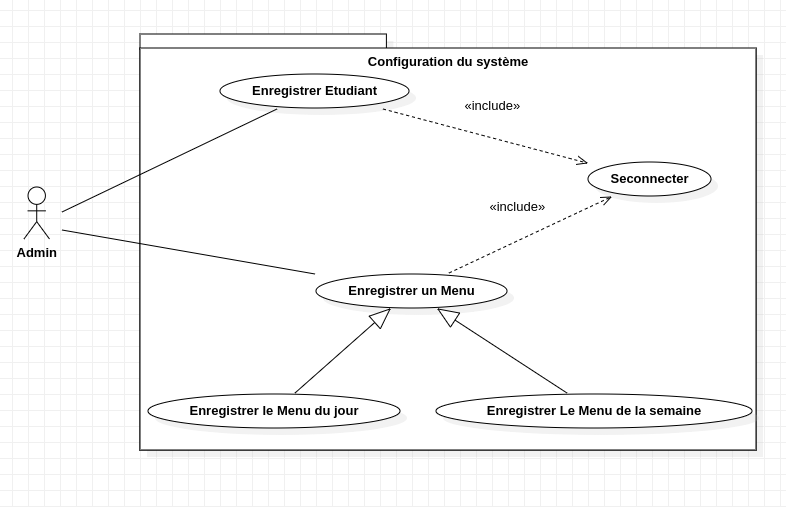 Configuration du système
Enregistrer Etudiant
«include»
Seconnecter
«include»
Admin
Enregistrer un Menu
Enregistrer le Menu du jour
Enregistrer Le Menu de la semaine